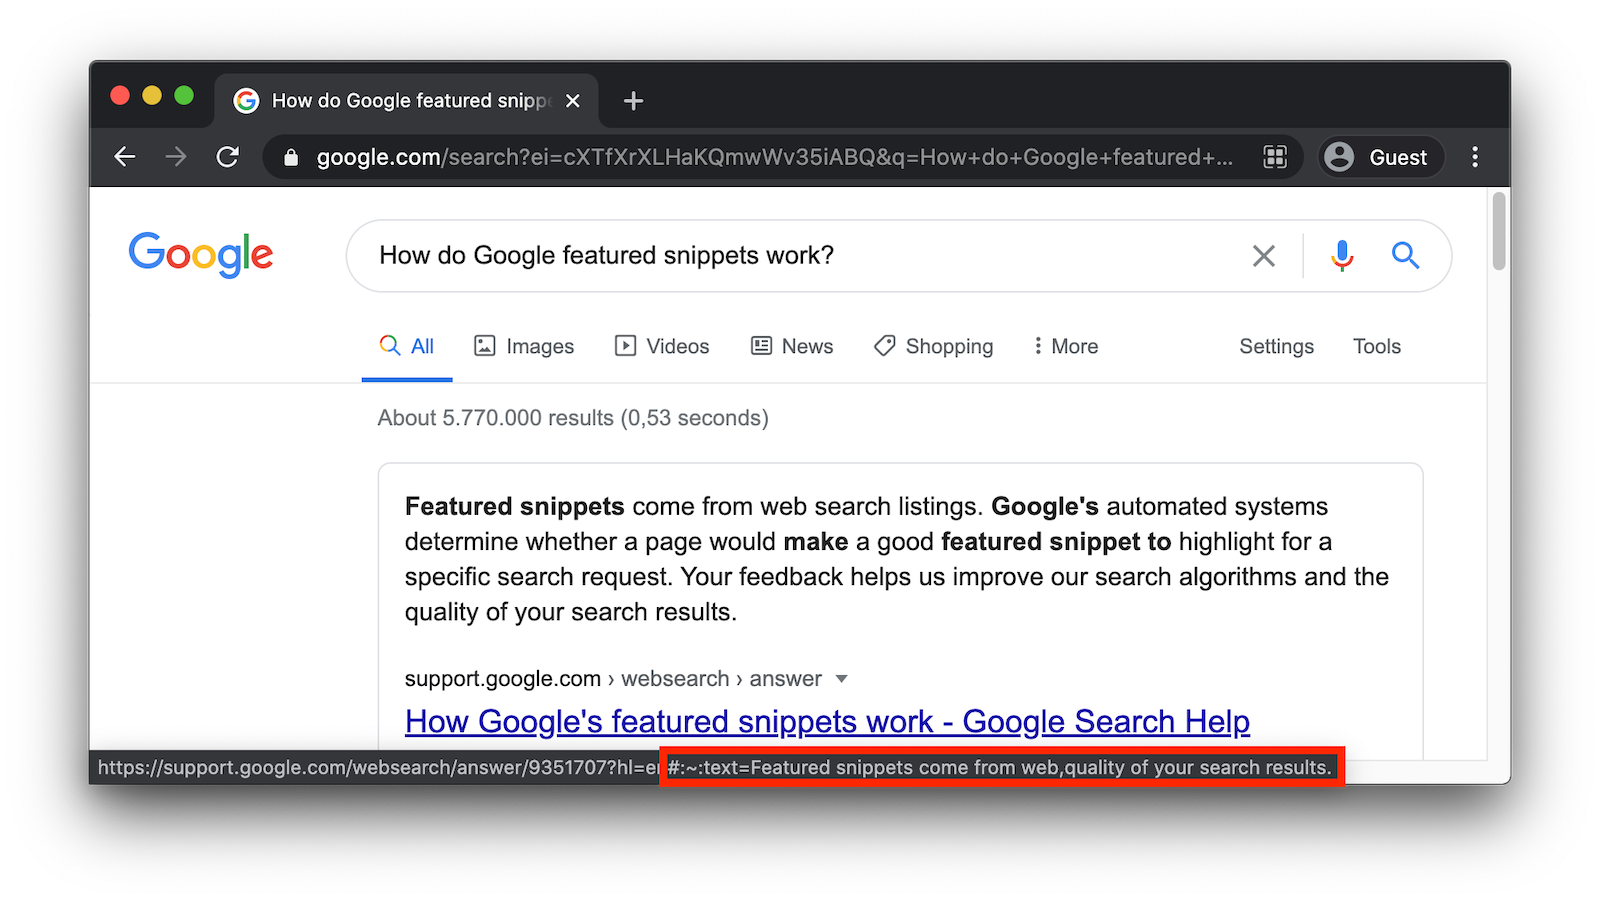 How do Google featured snipp
google.com/search?ei=cXTfXrXLHaKQmwWv35iABQ&q=How+do+Google+featured+...
Guest
Google
How do Google featured snippets work?
All
Images
Videos
News
Shopping
More
Settings
Tools
About 5.770.000 results (0,53 seconds)
Featured snippets come from web search listings. Google's automated systems
determine whether a page would make a good featured snippet to highlight for a
specific search request. Your feedback helps us improve our search algorithms and the
quality of your search results.
support.google.com › websearch › answer
How Google's featured snippets work - Google Search Help
https://support.google.com/websearch/answer/9351707?hl=en#:~:text=Featured snippets come from web,quality of your search results.